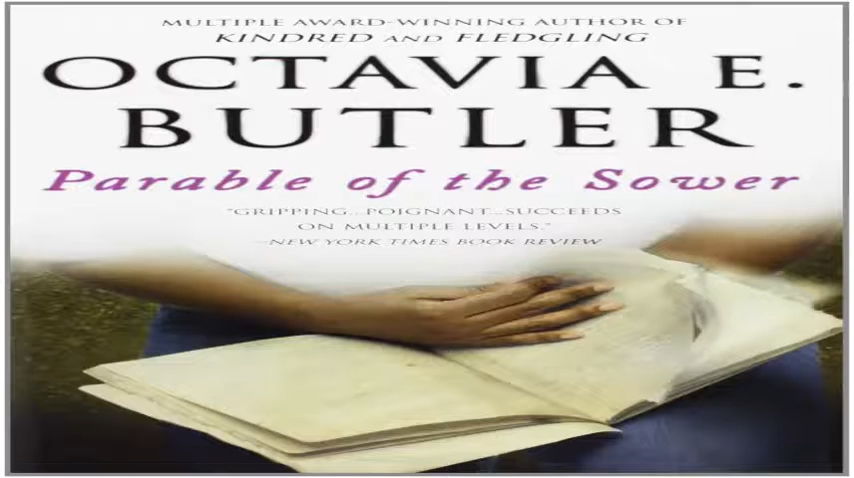 MULTIPLE AWARD-WINNING AUTHOR OF
KINDRED AND FLEDGLING
OCTAVIA E.
BUTLER
Parable of the Sower
"GRIPPING...POIGNANT...SUCCEEDS
ON MULTIPLE LEVELS."
—NEW YORK TIMES BOOK REVIEW